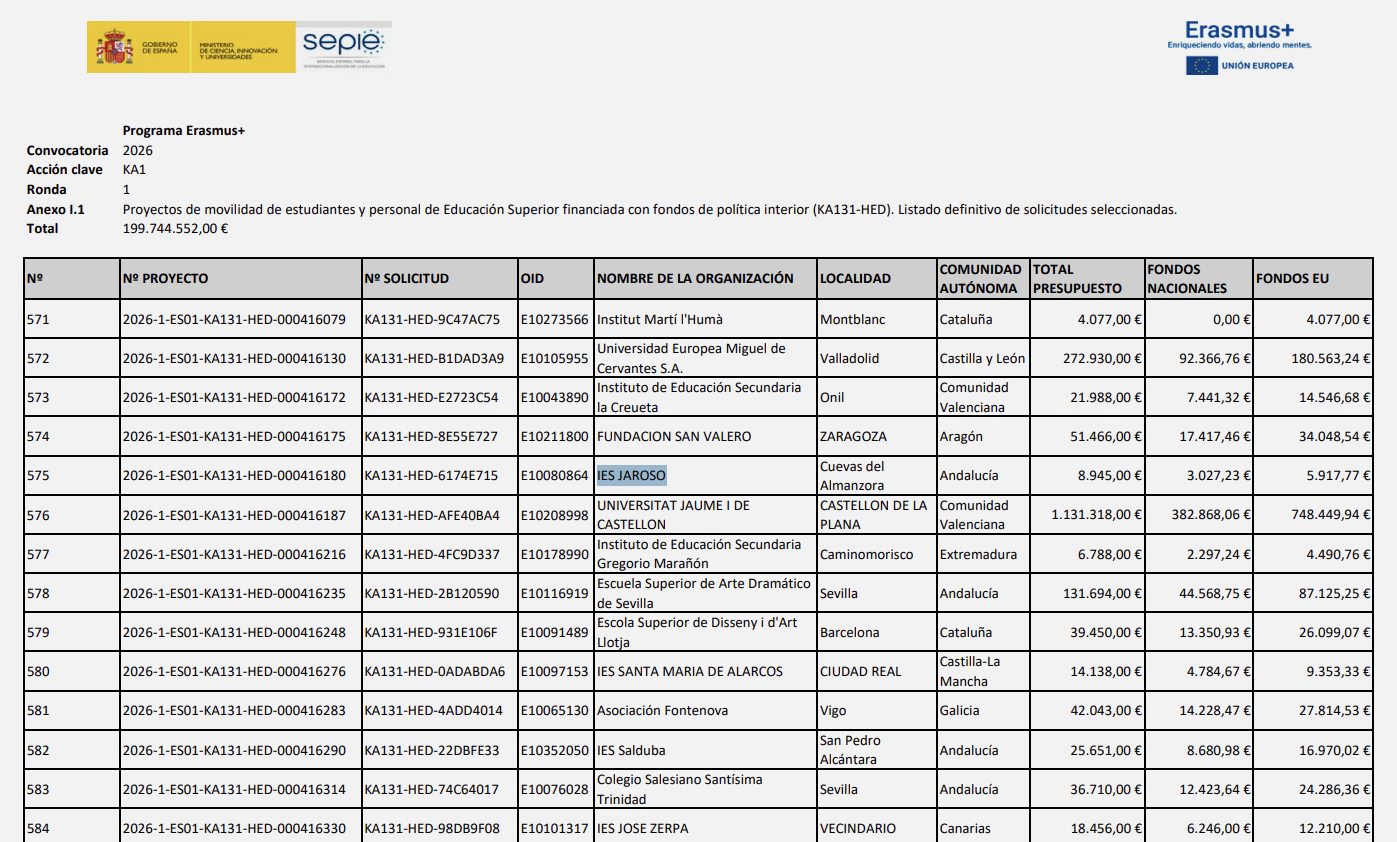 GOBIERNO DE ESPAÑA MINISTERIO DE CIENCIA, INNOVACIÓN Y UNIVERSIDADES sepie
SERVICIO ESPAÑOL PARA LA INTERNACIONALIZACIÓN DE LA EDUCACIÓN
Erasmus+
Enriqueciendo vidas, abriendo mentes.
UNIÓN EUROPEA
Programa Erasmus+
Convocatoria 2026
Acción clave KA1
Ronda 1
Anexo I.1 Proyectos de movilidad de estudiantes y personal de Educación Superior financiada con fondos de política interior (KA131-HED). Listado definitivo de solicitudes seleccionadas.
Total 199.744.552,00 €
Nº Nº PROYECTO Nº SOLICITUD OID NOMBRE DE LA ORGANIZACIÓN LOCALIDAD COMUNIDAD AUTÓNOMA TOTAL PRESUPUESTO FONDOS NACIONALES FONDOS EU
571 2026-1-ES01-KA131-HED-000416079 KA131-HED-9C47AC75 E10273566 Institut Martí l'Humà Montblanc Cataluña 4.077,00 € 0,00 € 4.077,00 €
572 2026-1-ES01-KA131-HED-000416130 KA131-HED-B1DAD3A9 E10105955 Universidad Europea Miguel de Cervantes S.A. Valladolid Castilla y León 272.930,00 € 92.366,76 € 180.563,24 €
573 2026-1-ES01-KA131-HED-000416172 KA131-HED-E2723C54 E10043890 Instituto de Educación Secundaria la Creueta Onil Comunidad Valenciana 21.988,00 € 7.441,32 € 14.546,68 €
574 2026-1-ES01-KA131-HED-000416175 KA131-HED-8E55E727 E10211800 FUNDACION SAN VALERO ZARAGOZA Aragón 51.466,00 € 17.417,46 € 34.048,54 €
575 2026-1-ES01-KA131-HED-000416180 KA131-HED-6174E715 E10080864 IES JAROSO Cuevas del Almanzora Andalucía 8.945,00 € 3.027,23 € 5.917,77 €
576 2026-1-ES01-KA131-HED-000416187 KA131-HED-AFE40BA4 E10208998 UNIVERSITAT JAUME I DE CASTELLON CASTELLON DE LA PLANA Comunidad Valenciana 1.131.318,00 € 382.868,06 € 748.449,94 €
577 2026-1-ES01-KA131-HED-000416216 KA131-HED-4FC9D337 E10178990 Instituto de Educación Secundaria Gregorio Marañón Caminomorisco Extremadura 6.788,00 € 2.297,24 € 4.490,76 €
578 2026-1-ES01-KA131-HED-000416235 KA131-HED-2B120590 E10116919 Escuela Superior de Arte Dramático de Sevilla Sevilla Andalucía 131.694,00 € 44.568,75 € 87.125,25 €
579 2026-1-ES01-KA131-HED-000416248 KA131-HED-931E106F E10091489 Escola Superior de Disseny i d'Art Llotja Barcelona Cataluña 39.450,00 € 13.350,93 € 26.099,07 €
580 2026-1-ES01-KA131-HED-000416276 KA131-HED-0ADABDA6 E10097153 IES SANTA MARIA DE ALARCOS CIUDAD REAL Castilla-La Mancha 14.138,00 € 4.784,67 € 9.353,33 €
581 2026-1-ES01-KA131-HED-000416283 KA131-HED-4ADD4014 E10065130 Asociación Fontenova Vigo Galicia 42.043,00 € 14.228,47 € 27.814,53 €
582 2026-1-ES01-KA131-HED-000416290 KA131-HED-22DBFE33 E10352050 IES Salduba San Pedro Alcántara Andalucía 25.651,00 € 8.680,98 € 16.970,02 €
583 2026-1-ES01-KA131-HED-000416314 KA131-HED-74C64017 E10076028 Colegio Salesiano Santísima Trinidad Sevilla Andalucía 36.710,00 € 12.423,64 € 24.286,36 €
584 2026-1-ES01-KA131-HED-000416330 KA131-HED-98DB9F08 E10101317 IES JOSE ZERPA VECINDARIO Canarias 18.456,00 € 6.246,00 € 12.210,00 €